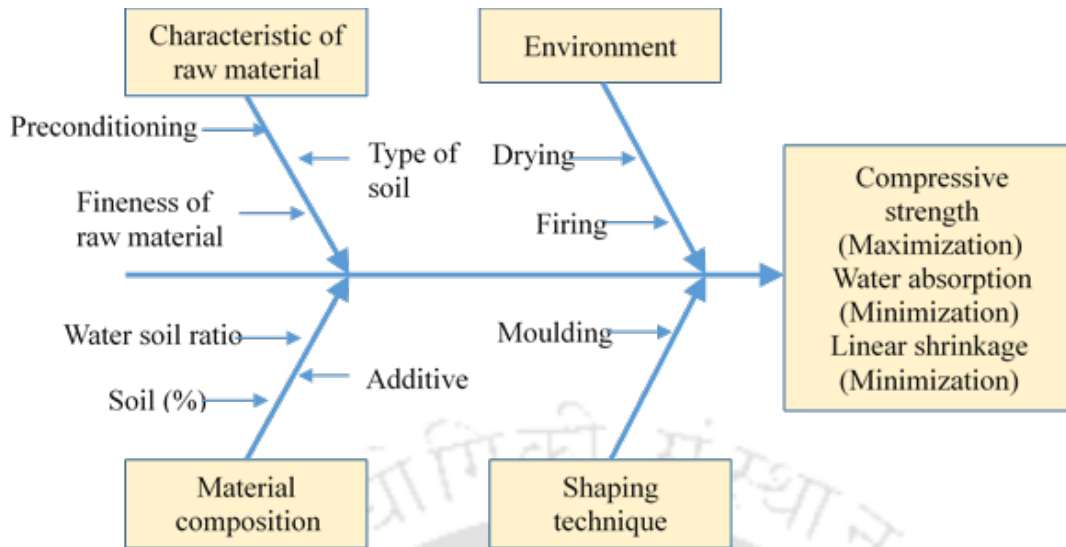 Characteristic of
raw material
Environment
Preconditioning
Type of
soil
Fineness of
raw material
Drying
Firing
Compressive
strength
(Maximization)
Water absorption
(Minimization)
Linear shrinkage
(Minimization)
Water soil ratio
Additive
Soil (%)
Moulding
Material
composition
Shaping
technique
संस्थान